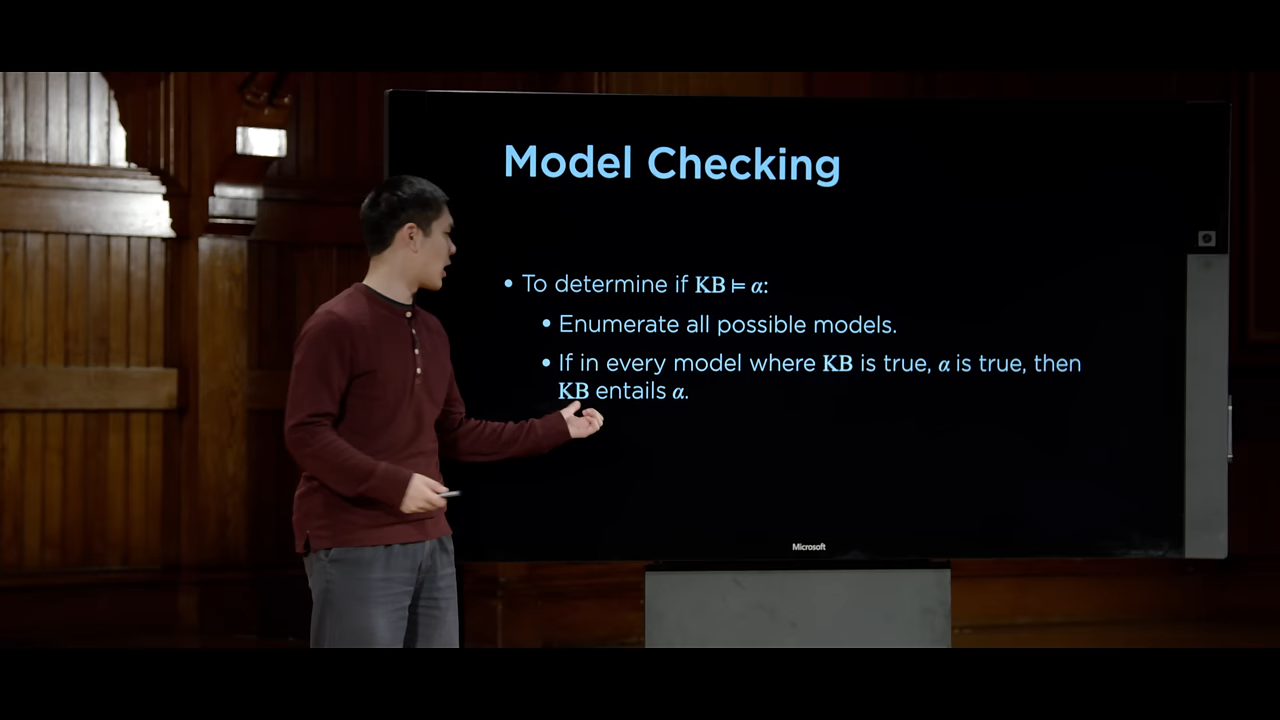 Model Checking
• To determine if KB ⊨ α:
• Enumerate all possible models.
• If in every model where KB is true, α is true, then
KB entails α.
Microsoft